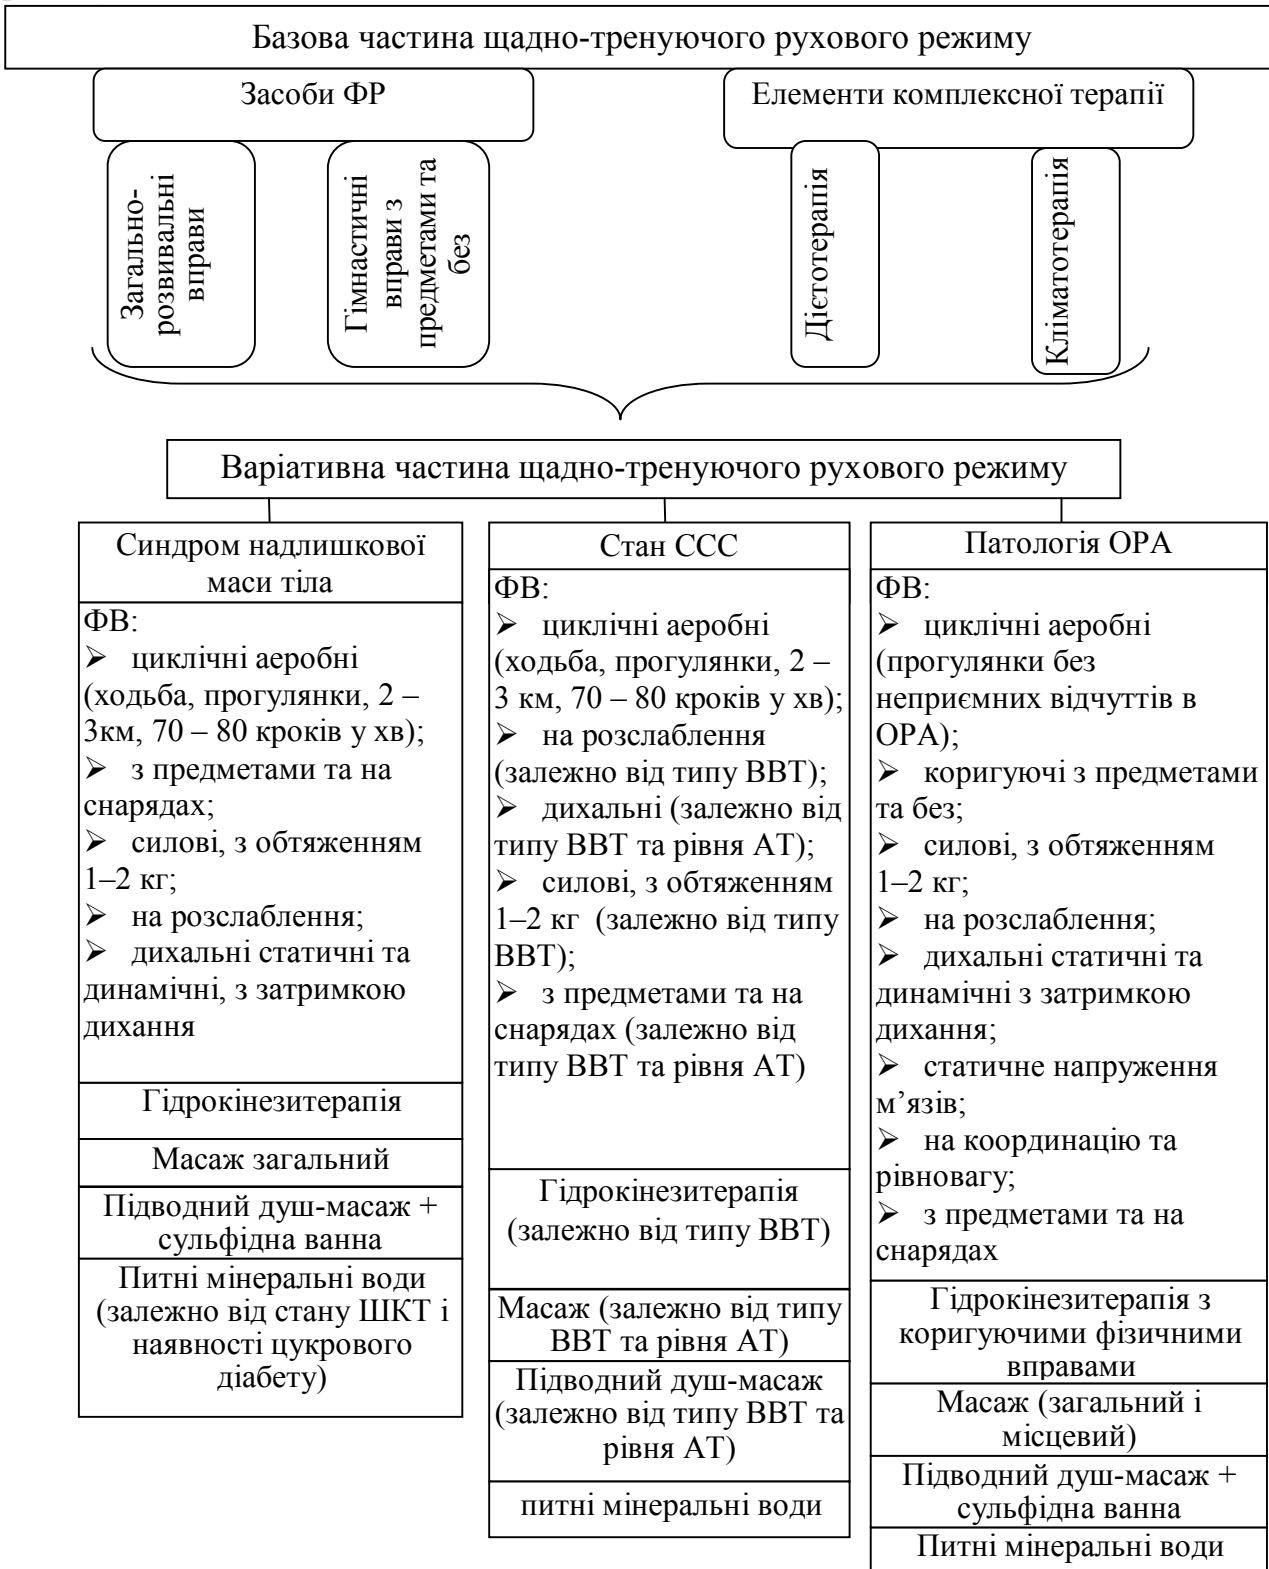 Базова частина щадно-тренуючого рухового режиму
Засоби ФР
Елементи комплексної терапії
Загально-
розвивальні
вправи
Гімнастичні
вправи з
предметами та
без
Дієтотерапія
Кліматотерапія
Варіативна частина щадно-тренуючого рухового режиму
Синдром надлишкової
маси тіла
ФВ:
➢ циклічні аеробні
(ходьба, прогулянки, 2 –
3км, 70 – 80 кроків у хв);
➢ з предметами та на
снарядах;
➢ силові, з обтяженням
1–2 кг;
➢ на розслаблення;
➢ дихальні статичні та
динамічні, з затримкою
дихання
Гідрокінезитерапія
Масаж загальний
Підводний душ-масаж +
сульфідна ванна
Питні мінеральні води
(залежно від стану ШКТ і
наявності цукрового
діабету)
Стан ССС
ФВ:
➢ циклічні аеробні
(ходьба, прогулянки, 2 –
3 км, 70 – 80 кроків у хв);
➢ на розслаблення
(залежно від типу ВВТ);
➢ дихальні (залежно від
типу ВВТ та рівня АТ);
➢ силові, з обтяженням
1–2 кг (залежно від типу
ВВТ);
➢ з предметами та на
снарядах (залежно від
типу ВВТ та рівня АТ)
Гідрокінезитерапія
(залежно від типу ВВТ)
Масаж (залежно від типу
ВВТ та рівня АТ)
Підводний душ-масаж
(залежно від типу ВВТ та
рівня АТ)
питні мінеральні води
Патологія ОРА
ФВ:
➢ циклічні аеробні
(прогулянки без
неприємних відчуттів в
ОРА);
➢ коригуючі з предметами
та без;
➢ силові, з обтяженням
1–2 кг;
➢ на розслаблення;
➢ дихальні статичні та
динамічні з затримкою
дихання;
➢ статичне напруження
м’язів;
➢ на координацію та
рівновагу;
➢ з предметами та на
снарядах
Гідрокінезитерапія з
коригуючими фізичними
вправами
Масаж (загальний і
місцевий)
Підводний душ-масаж +
сульфідна ванна
Питні мінеральні води